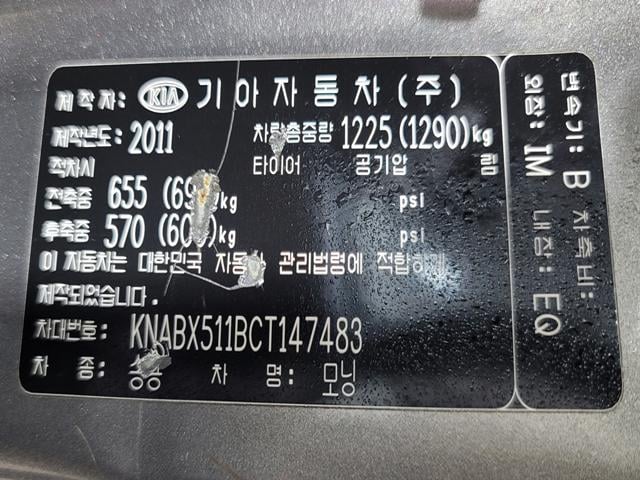 제작자: KIA 기아자동차(주)
제작년도: 2011 차량총중량 1225(1290)kg
적차시 타이어 공기압 림
전축중 655 kg psi
후축중 570 kg psi
이 자동차는 대한민국 자동차 관리법령에 적합하게
제작되었습니다.
차대번호: KNABX511BCT147483
차 종: 승용 차 명: 모닝
변속기: B 차축비:
외장: IM 내장: EQ